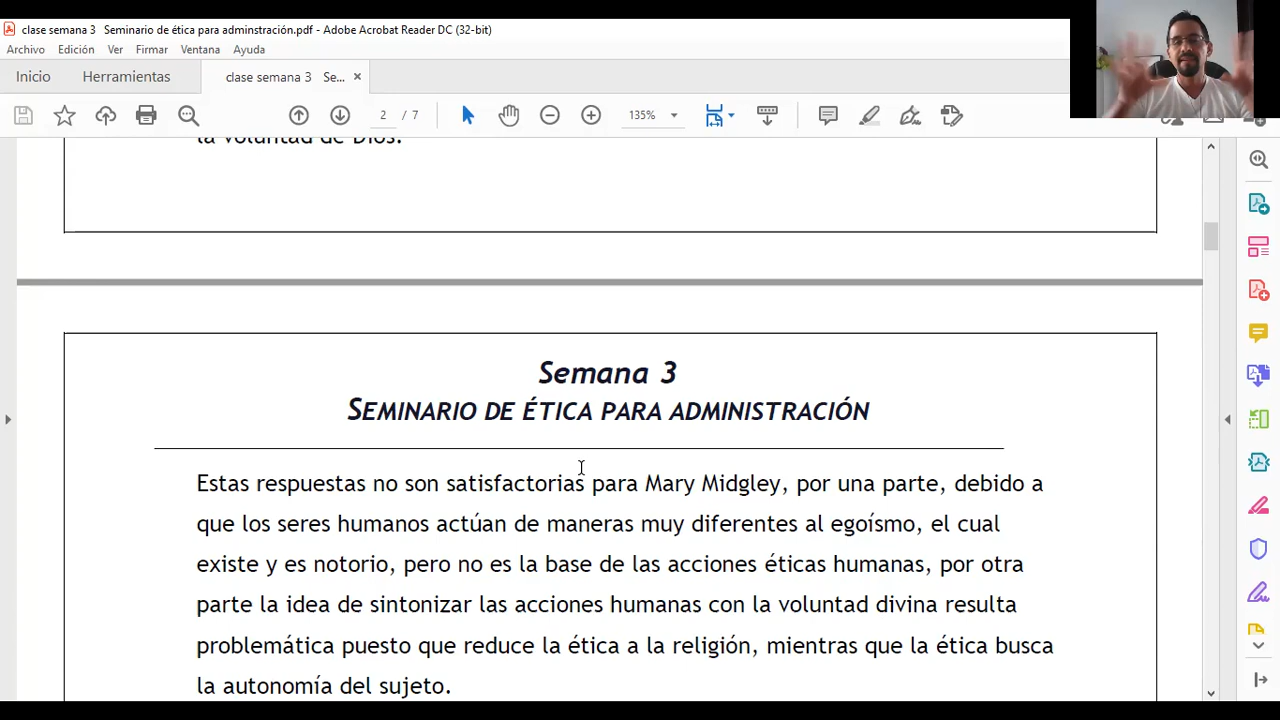 clase semana 3   Seminario de ética para adminstración.pdf - Adobe Acrobat Reader DC (32-bit)
Archivo Edición Ver Firmar Ventana Ayuda
Inicio Herramientas clase semana 3 Se... ×
2 / 7 135%
la voluntad de Dios.
Semana 3
SEMINARIO DE ÉTICA PARA ADMINISTRACIÓN
Estas respuestas no son satisfactorias para Mary Midgley, por una parte, debido a
que los seres humanos actúan de maneras muy diferentes al egoísmo, el cual
existe y es notorio, pero no es la base de las acciones éticas humanas, por otra
parte la idea de sintonizar las acciones humanas con la voluntad divina resulta
problemática puesto que reduce la ética a la religión, mientras que la ética busca
la autonomía del sujeto.